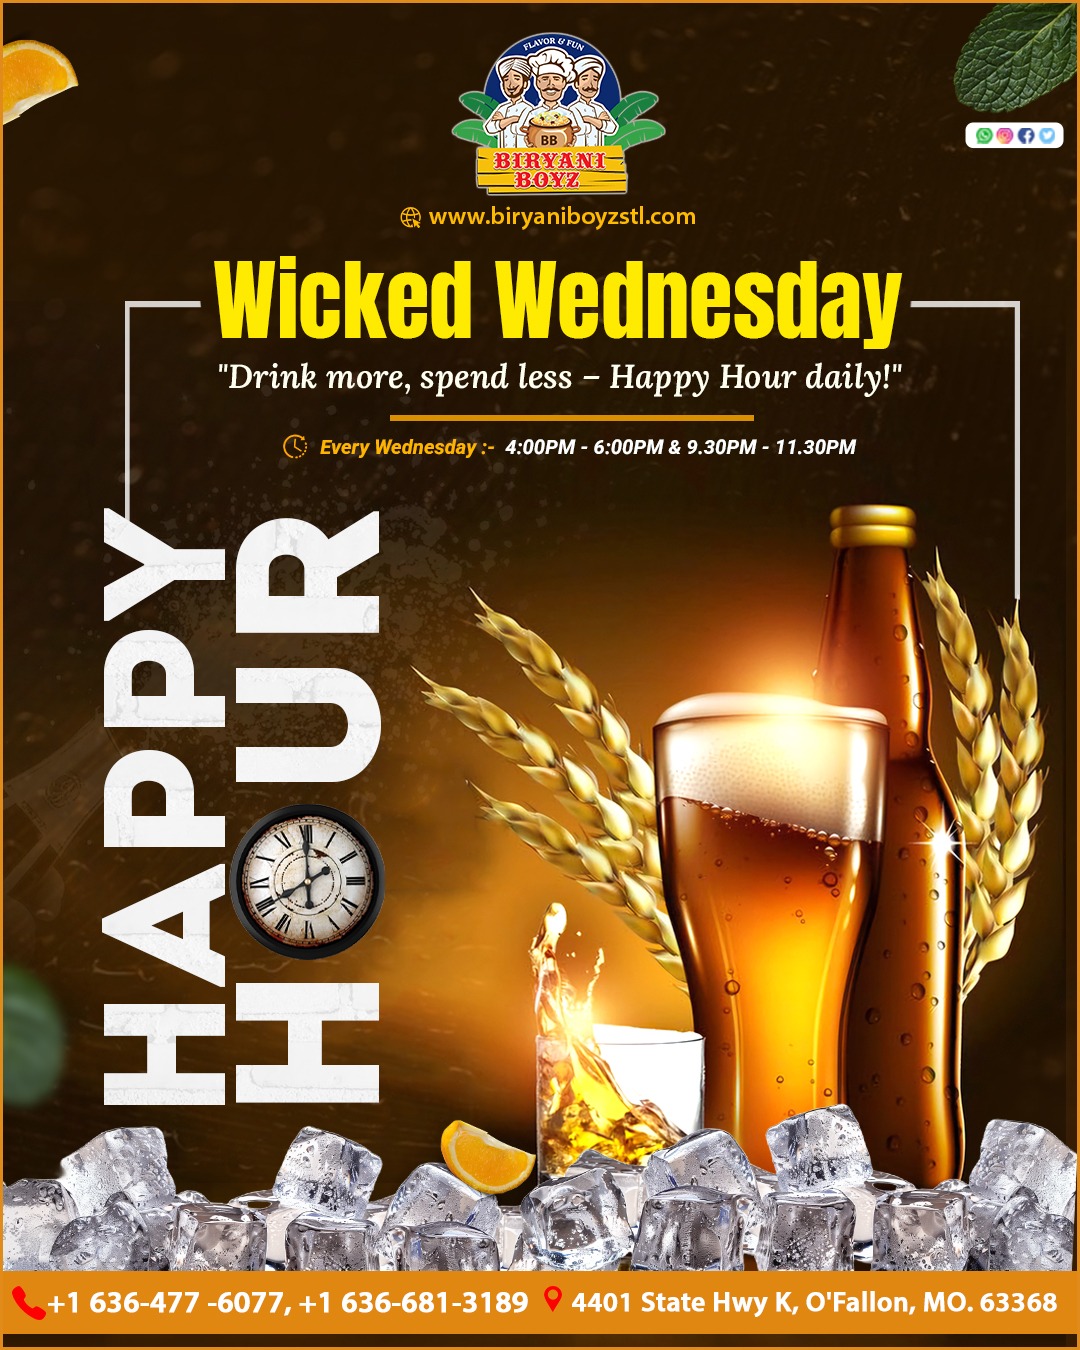 FLAVOR & FUN
BB
BIRYANI
BOYZ
www.biryaniboyzstl.com
Wicked Wednesday
"Drink more, spend less – Happy Hour daily!"
Every Wednesday :- 4:00PM - 6:00PM & 9.30PM - 11.30PM
HAPPY
HOUR
+1 636-477 -6077, +1 636-681-3189 4401 State Hwy K, O'Fallon, MO. 63368